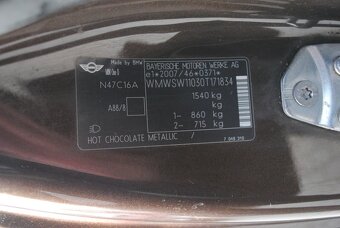 Made by BMW
BAYERISCHE MOTOREN WERKE AG
e1*2007/46*0371*
N47C16A
WMWSW11030T171834
1540 kg
kg
A88/8
1- 860 kg
2- 715 kg
HOT CHOCOLATE METALLIC /